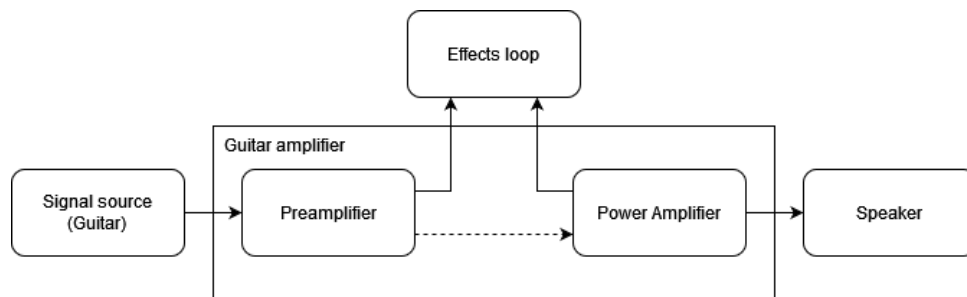 Effects loop
Guitar amplifier
Signal source
(Guitar)
Preamplifier
Power Amplifier
Speaker